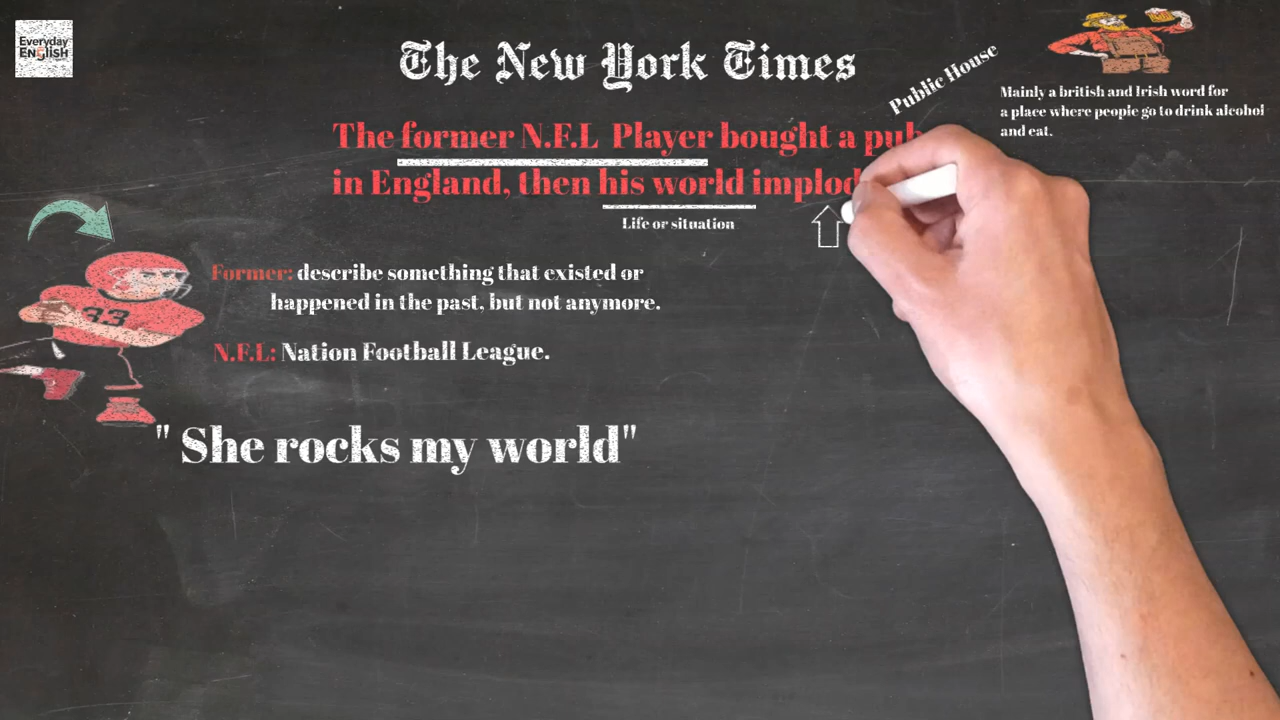 Everyday
ENGLISH
The New York Times
Public House
Mainly a british and Irish word for
a place where people go to drink alcohol
and eat.
The former N.F.L Player bought a pub
in England, then his world implod
Life or situation
Former: describe something that existed or
happened in the past, but not anymore.
N.F.L: Nation Football League.
33
" She rocks my world"